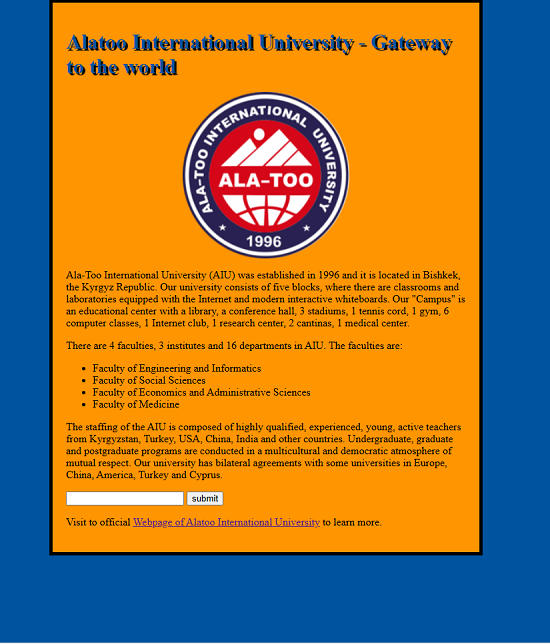 Alatoo International University - Gateway
to the world
ALA-TOO INTERNATIONAL UNIVERSITY
ALA-TOO
1996
Ala-Too International University (AIU) was established in 1996 and it is located in Bishkek,
the Kyrgyz Republic. Our university consists of five blocks, where there are classrooms and
laboratories equipped with the Internet and modern interactive whiteboards. Our "Campus" is
an educational center with a library, a conference hall, 3 stadiums, 1 tennis cord, 1 gym, 6
computer classes, 1 Internet club, 1 research center, 2 cantinas, 1 medical center.
There are 4 faculties, 3 institutes and 16 departments in AIU. The faculties are:
• Faculty of Engineering and Informatics
• Faculty of Social Sciences
• Faculty of Economics and Administrative Sciences
• Faculty of Medicine
The staffing of the AIU is composed of highly qualified, experienced, young, active teachers
from Kyrgyzstan, Turkey, USA, China, India and other countries. Undergraduate, graduate
and postgraduate programs are conducted in a multicultural and democratic atmosphere of
mutual respect. Our university has bilateral agreements with some universities in Europe,
China, America, Turkey and Cyprus.
submit
Visit to official Webpage of Alatoo International University to learn more.